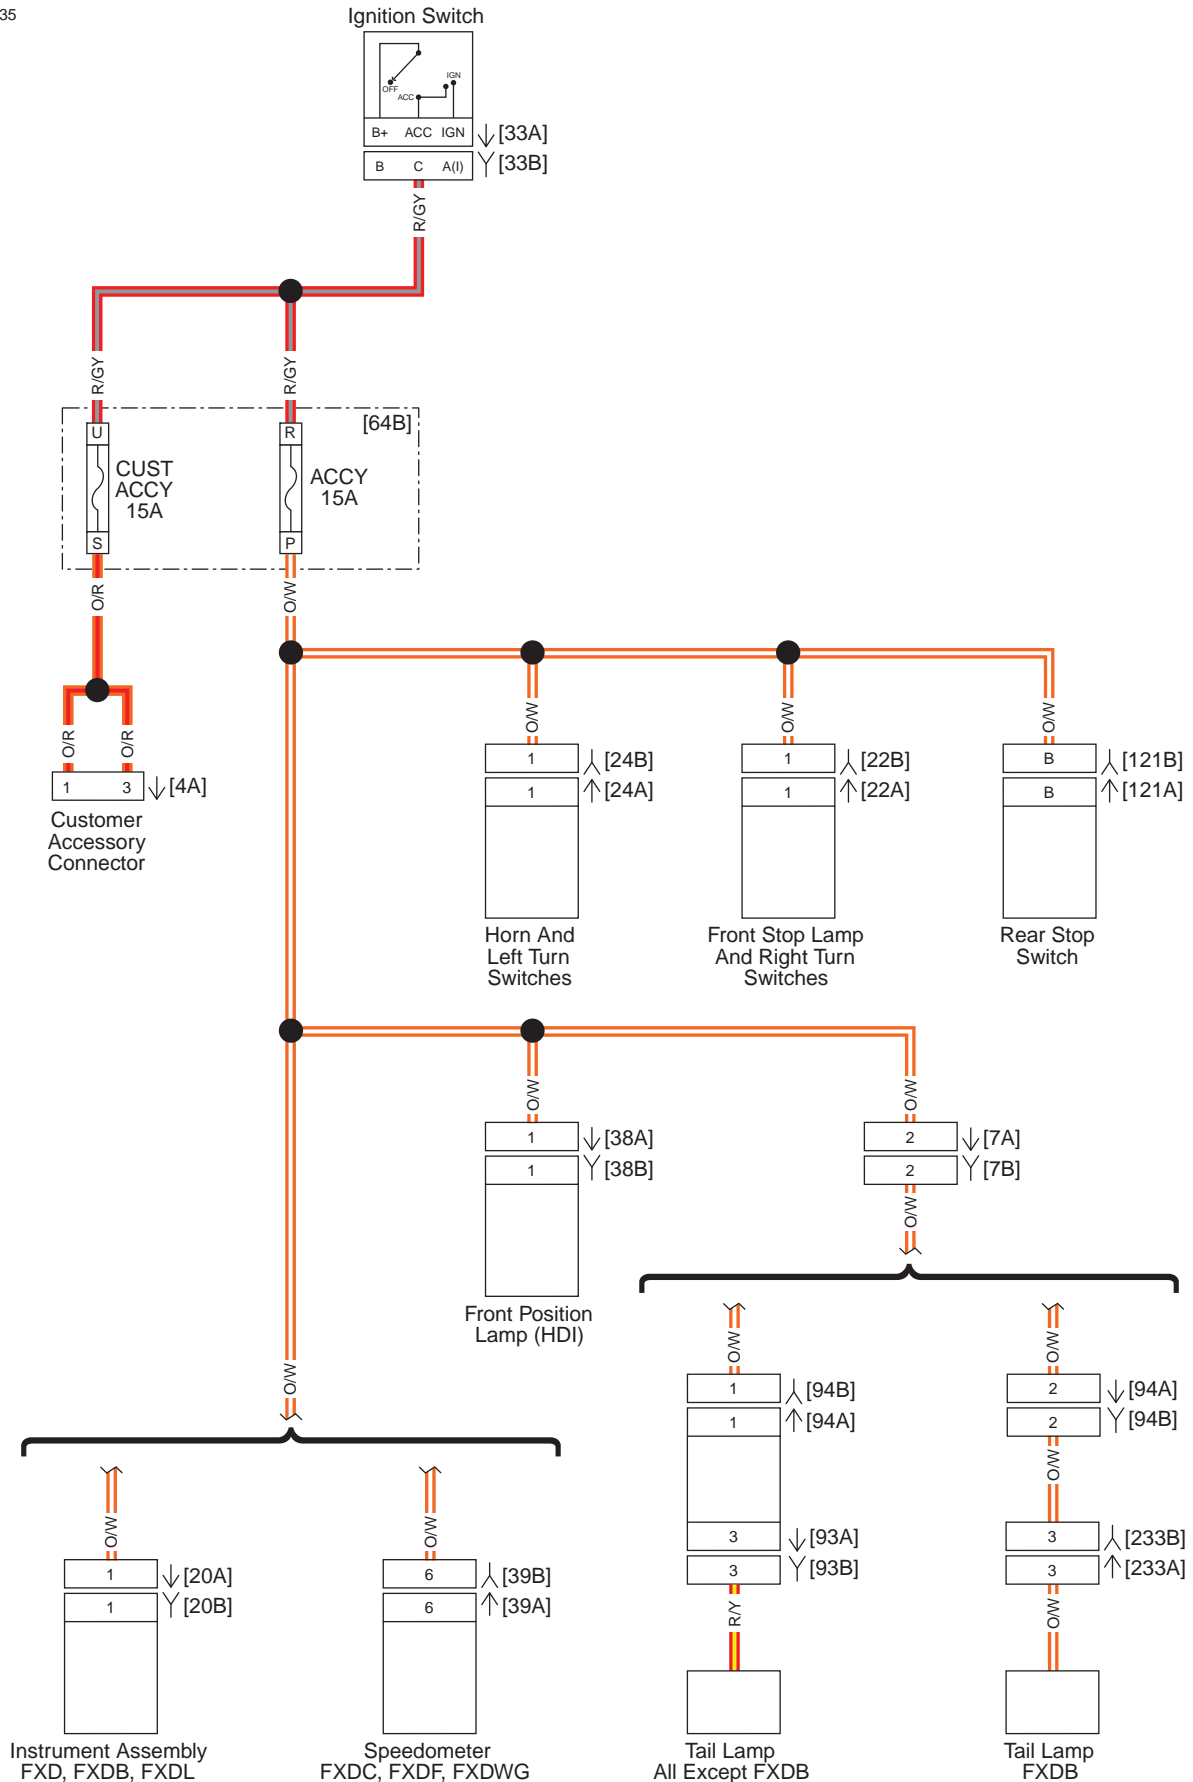 35
Ignition Switch
OFF
ACC
IGN
B+ ACC IGN [33A]
B C A(I) [33B]
R/GY
R/GY
R/GY
[64B]
U
R
CUST
ACCY
15A
ACCY
15A
S
P
O/R
O/W
O/R
O/R
1 3 [4A]
Customer
Accessory
Connector
O/W
O/W
O/W
1 [24B]
1 [24A]
1 [22B]
1 [22A]
B [121B]
B [121A]
Horn And
Left Turn
Switches
Front Stop Lamp
And Right Turn
Switches
Rear Stop
Switch
O/W
O/W
1 [38A]
1 [38B]
2 [7A]
2 [7B]
O/W
Front Position
Lamp (HDI)
O/W
O/W
O/W
1 [94B]
1 [94A]
2 [94A]
2 [94B]
O/W
3 [93A]
3 [93B]
3 [233B]
3 [233A]
O/W
O/W
1 [20A]
1 [20B]
6 [39B]
6 [39A]
R/Y
O/W
Instrument Assembly
FXD, FXDB, FXDL
Speedometer
FXDC, FXDF, FXDWG
Tail Lamp
All Except FXDB
Tail Lamp
FXDB